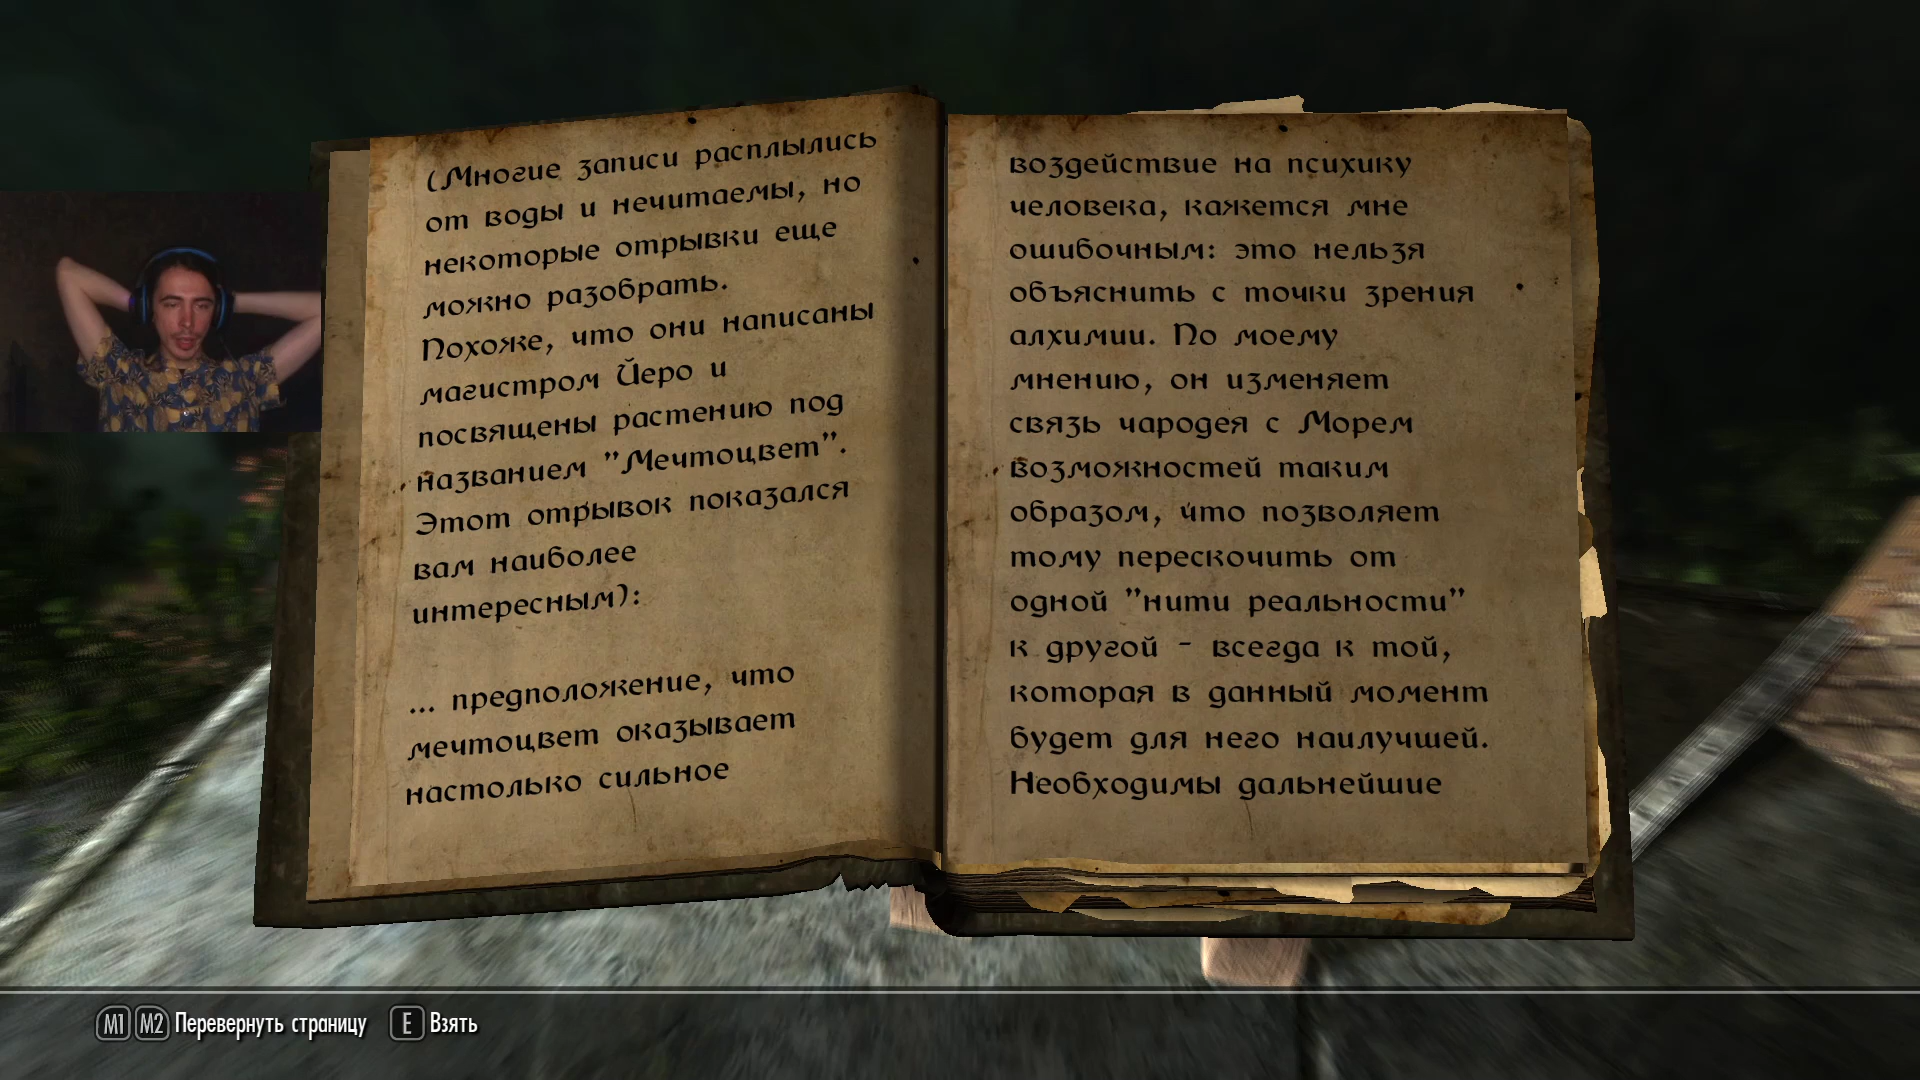 (Многие записи расплылись
от воды и нечитаемы, но
некоторые отрывки еще
можно разобрать.
Похоже, что они написаны
магистром Йеро и
посвящены растению под
названием "Мечтоцвет".
Этот отрывок показался
вам наиболее
интересным):
... предположение, что
мечтоцвет оказывает
настолько сильное
воздействие на психику
человека, кажется мне
ошибочным: это нельзя
объяснить с точки зрения
алхимии. По моему
мнению, он изменяет
связь чародея с Морем
возможностей таким
образом, что позволяет
тому перескочить от
одной "нити реальности"
к другой - всегда к той,
которая в данный момент
будет для него наилучшей.
Необходимы дальнейшие
M1 M2 Перевернуть страницу E Взять